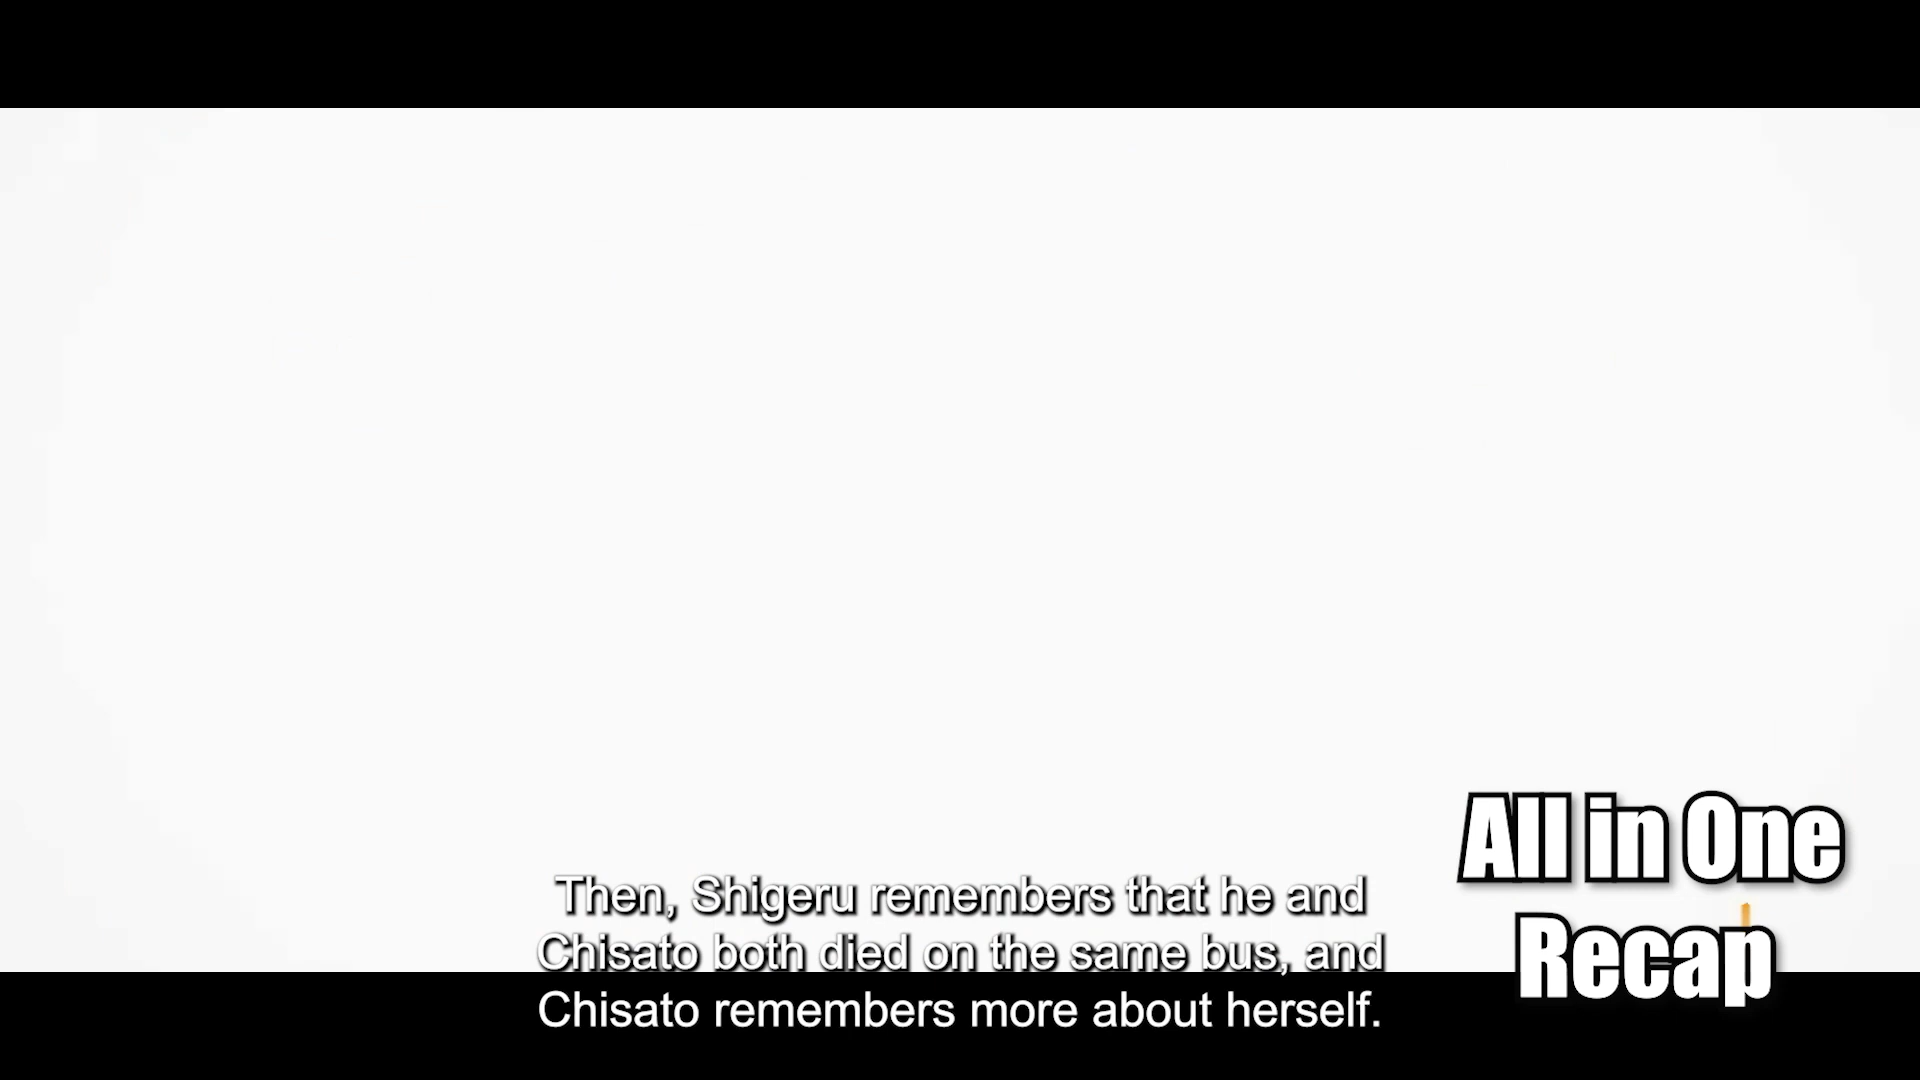 All in One
Recap
Then, Shigeru remembers that he and
Chisato both died on the same bus, and
Chisato remembers more about herself.